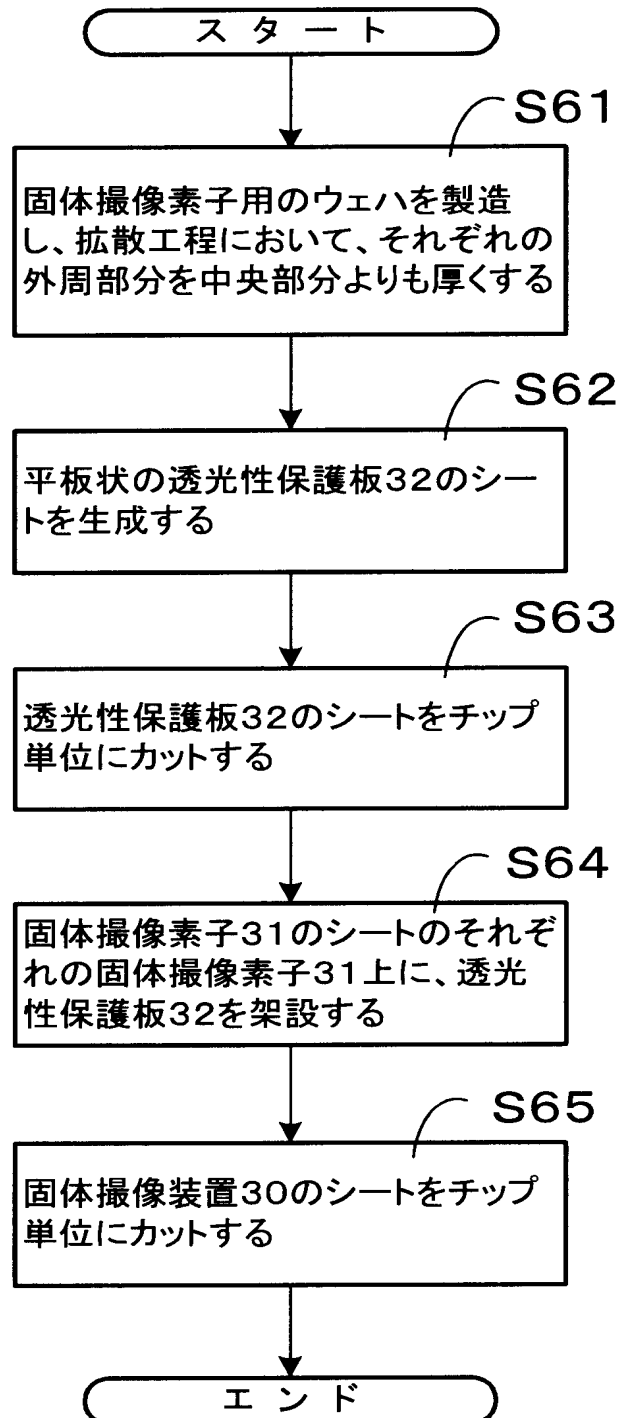 スタート
S61
固体撮像素子用のウェハを製造
し、拡散工程において、それぞれの
外周部分を中央部分よりも厚くする
S62
平板状の透光性保護板32のシー
トを生成する
S63
透光性保護板32のシートをチップ
単位にカットする
S64
固体撮像素子31のシートのそれぞ
れの固体撮像素子31上に、透光
性保護板32を架設する
S65
固体撮像装置30のシートをチップ
単位にカットする
エンド